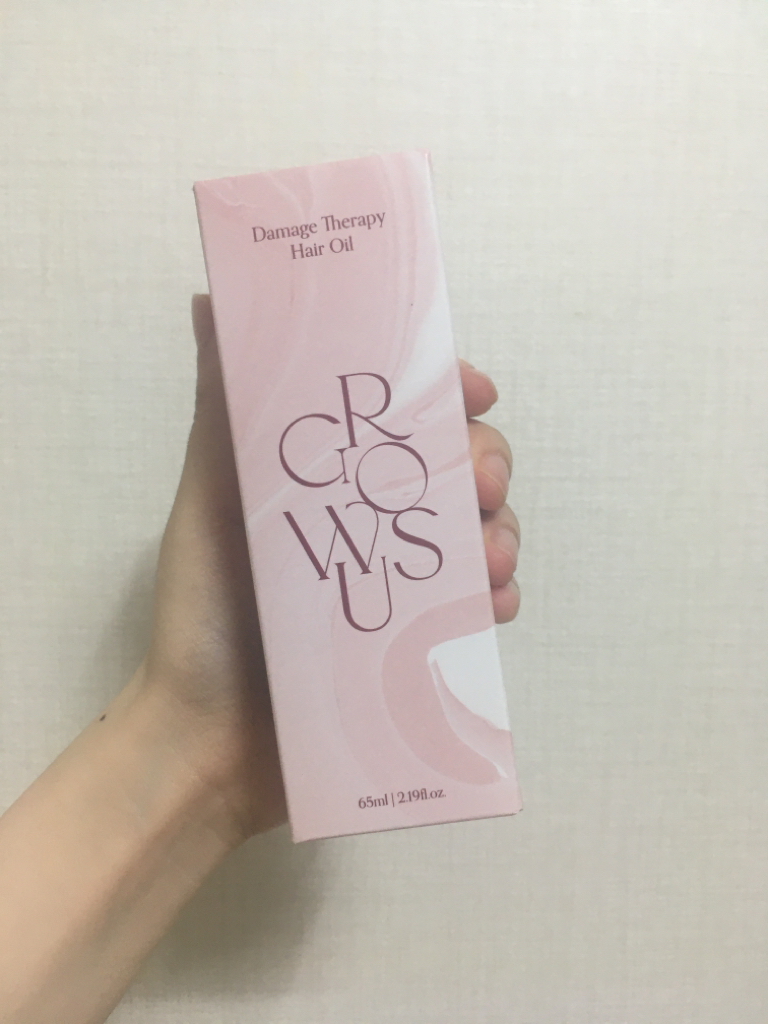 Damage Therapy
Hair Oil
GROWUS
65ml | 2.19fl.oz.